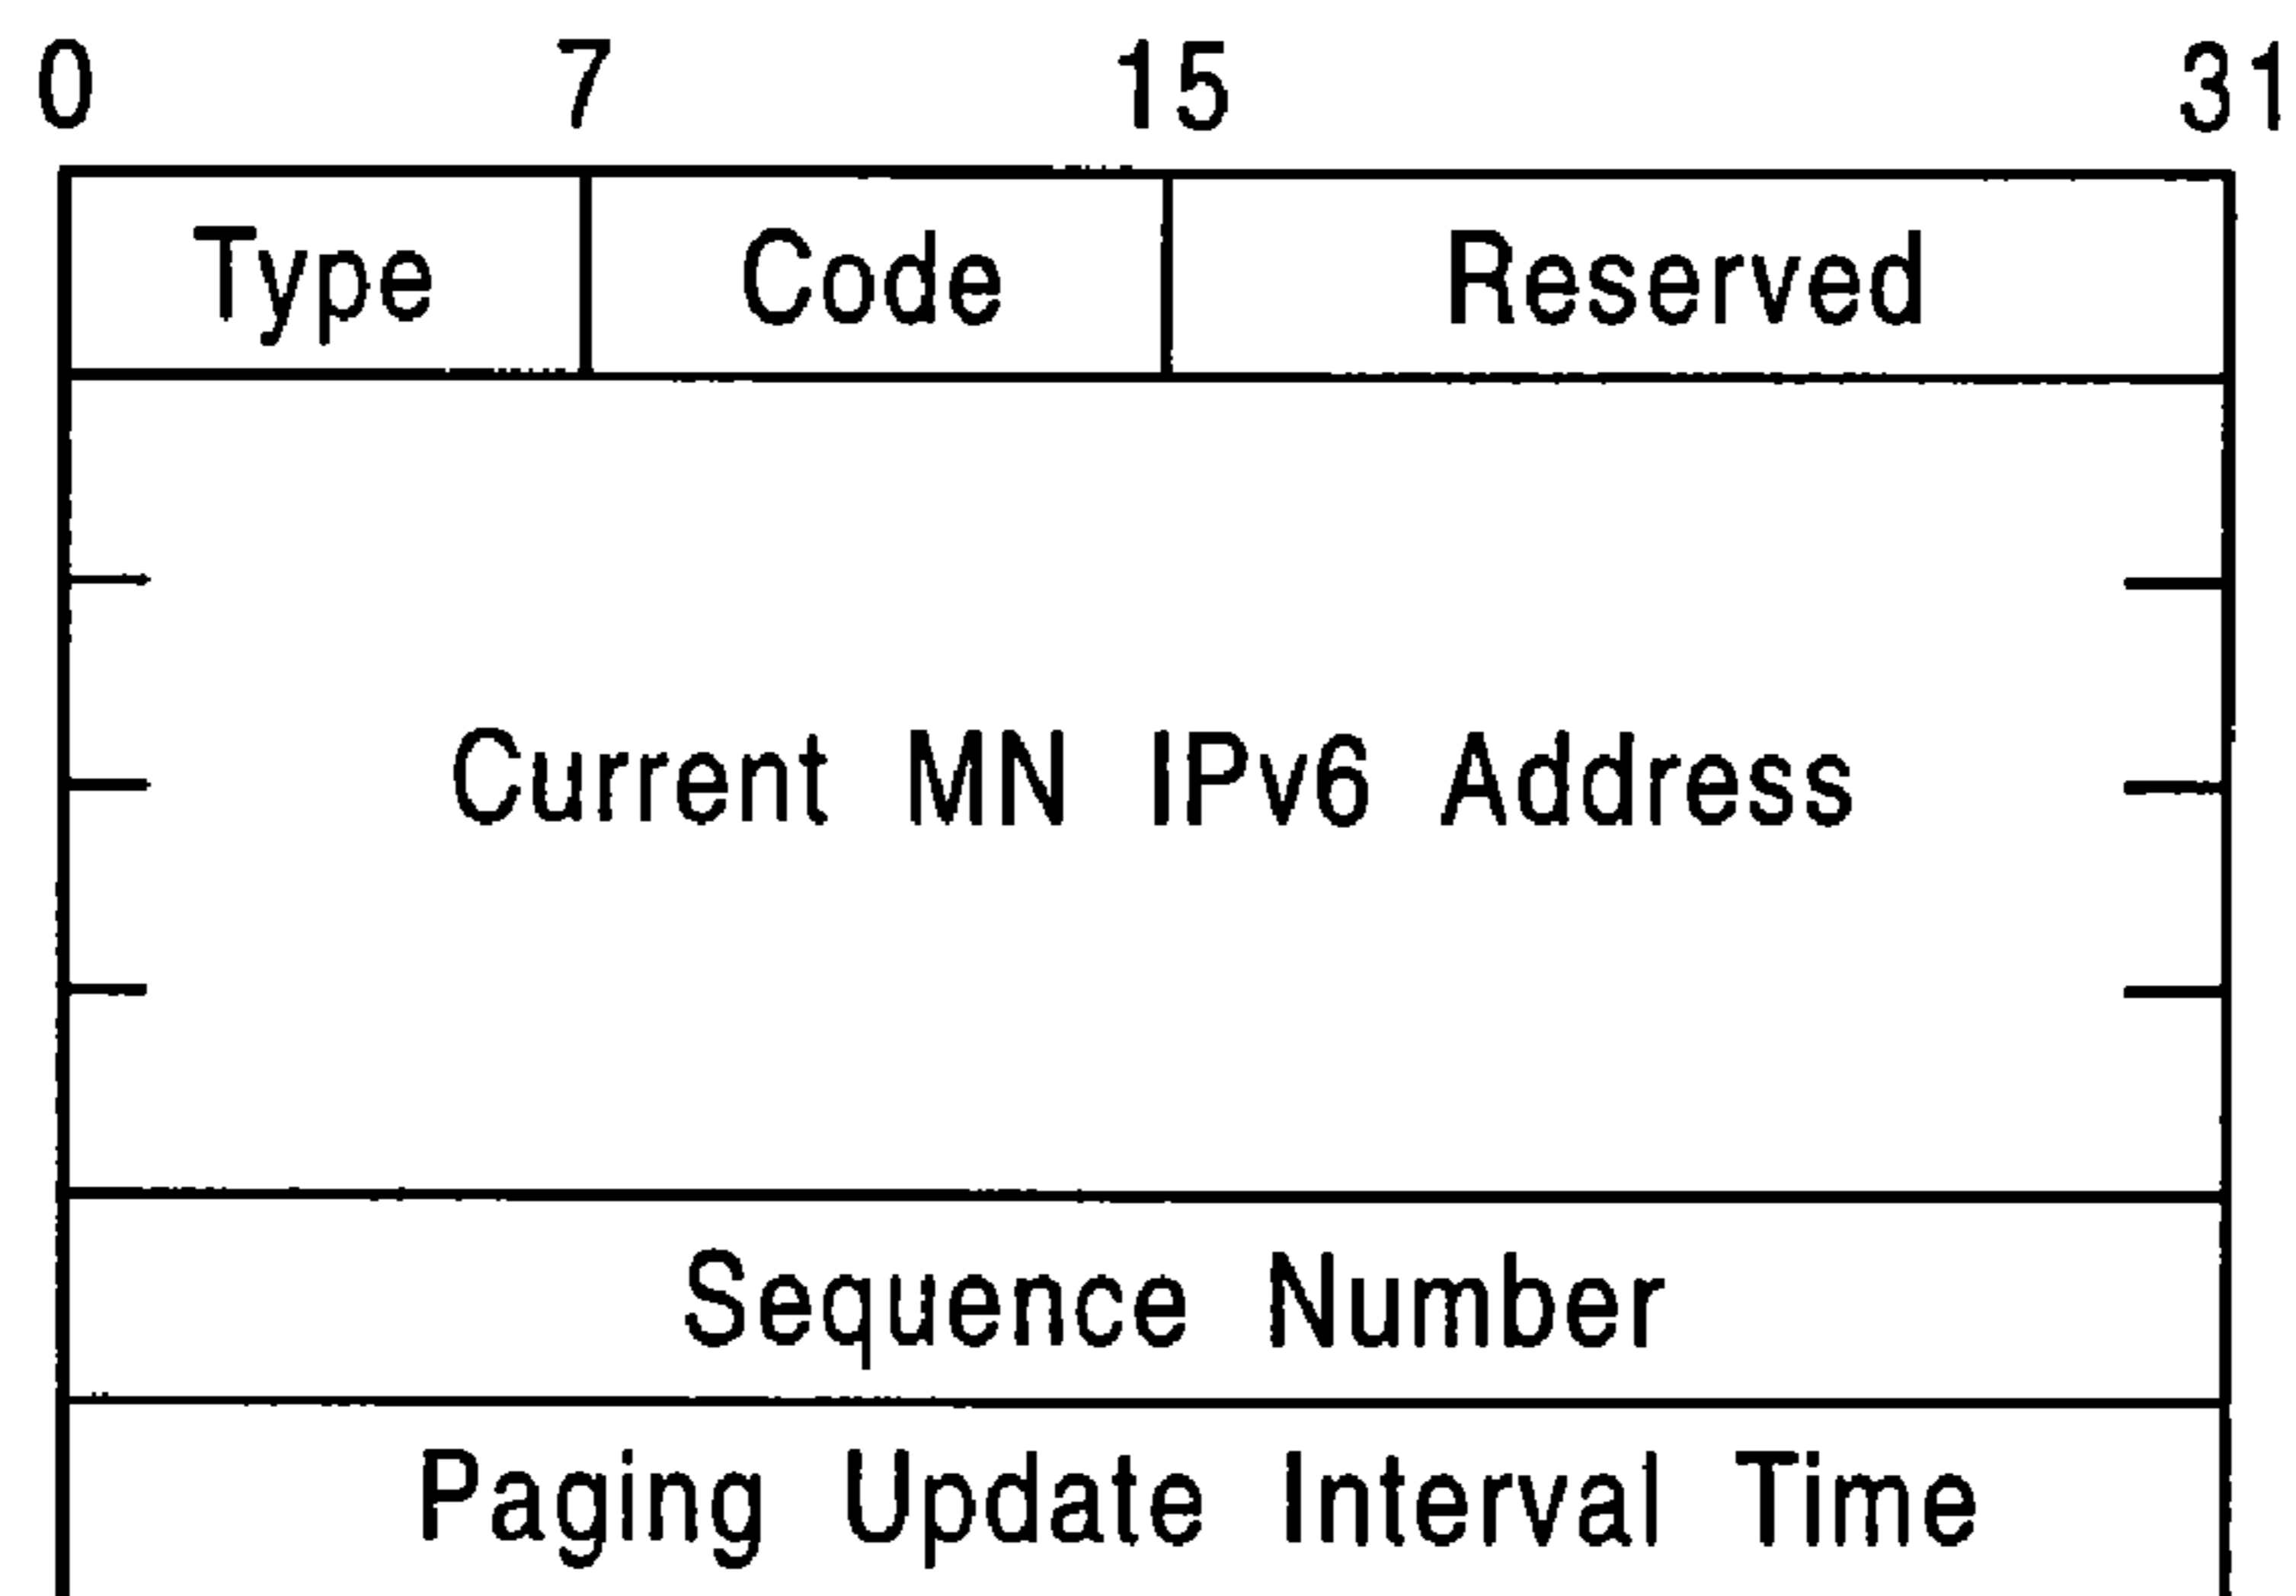 0 7 15 31
Type Code Reserved
Current MN IPv6 Address
Sequence Number
Paging Update Interval Time